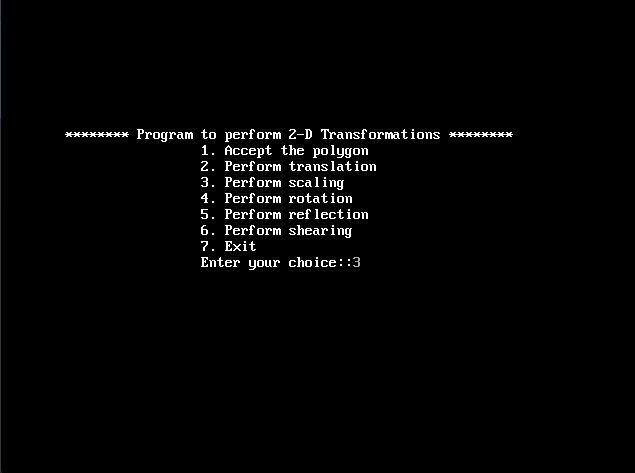 ******** Program to perform 2-D Transformations ********
1. Accept the polygon
2. Perform translation
3. Perform scaling
4. Perform rotation
5. Perform reflection
6. Perform shearing
7. Exit
Enter your choice::3